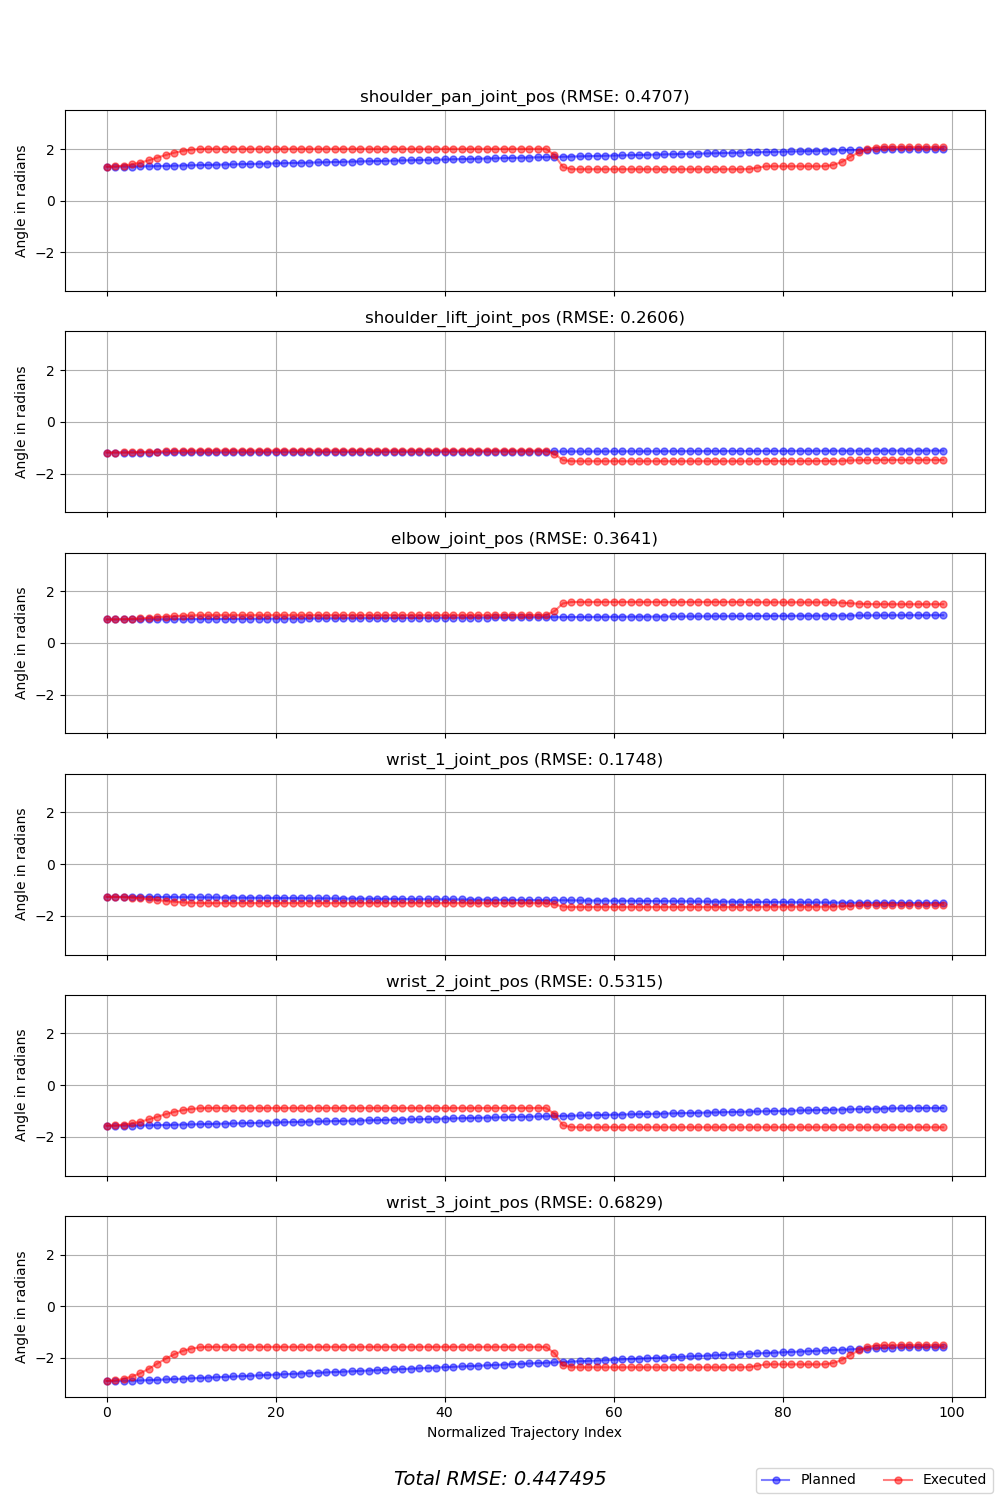 shoulder_pan_joint_pos (RMSE: 0.4707)
Angle in radians
2
0
−2
shoulder_lift_joint_pos (RMSE: 0.2606)
Angle in radians
2
0
−2
elbow_joint_pos (RMSE: 0.3641)
Angle in radians
2
0
−2
wrist_1_joint_pos (RMSE: 0.1748)
Angle in radians
2
0
−2
wrist_2_joint_pos (RMSE: 0.5315)
Angle in radians
2
0
−2
wrist_3_joint_pos (RMSE: 0.6829)
Angle in radians
2
0
−2
0 20 40 60 80 100
Normalized Trajectory Index
Total RMSE: 0.447495
Planned Executed